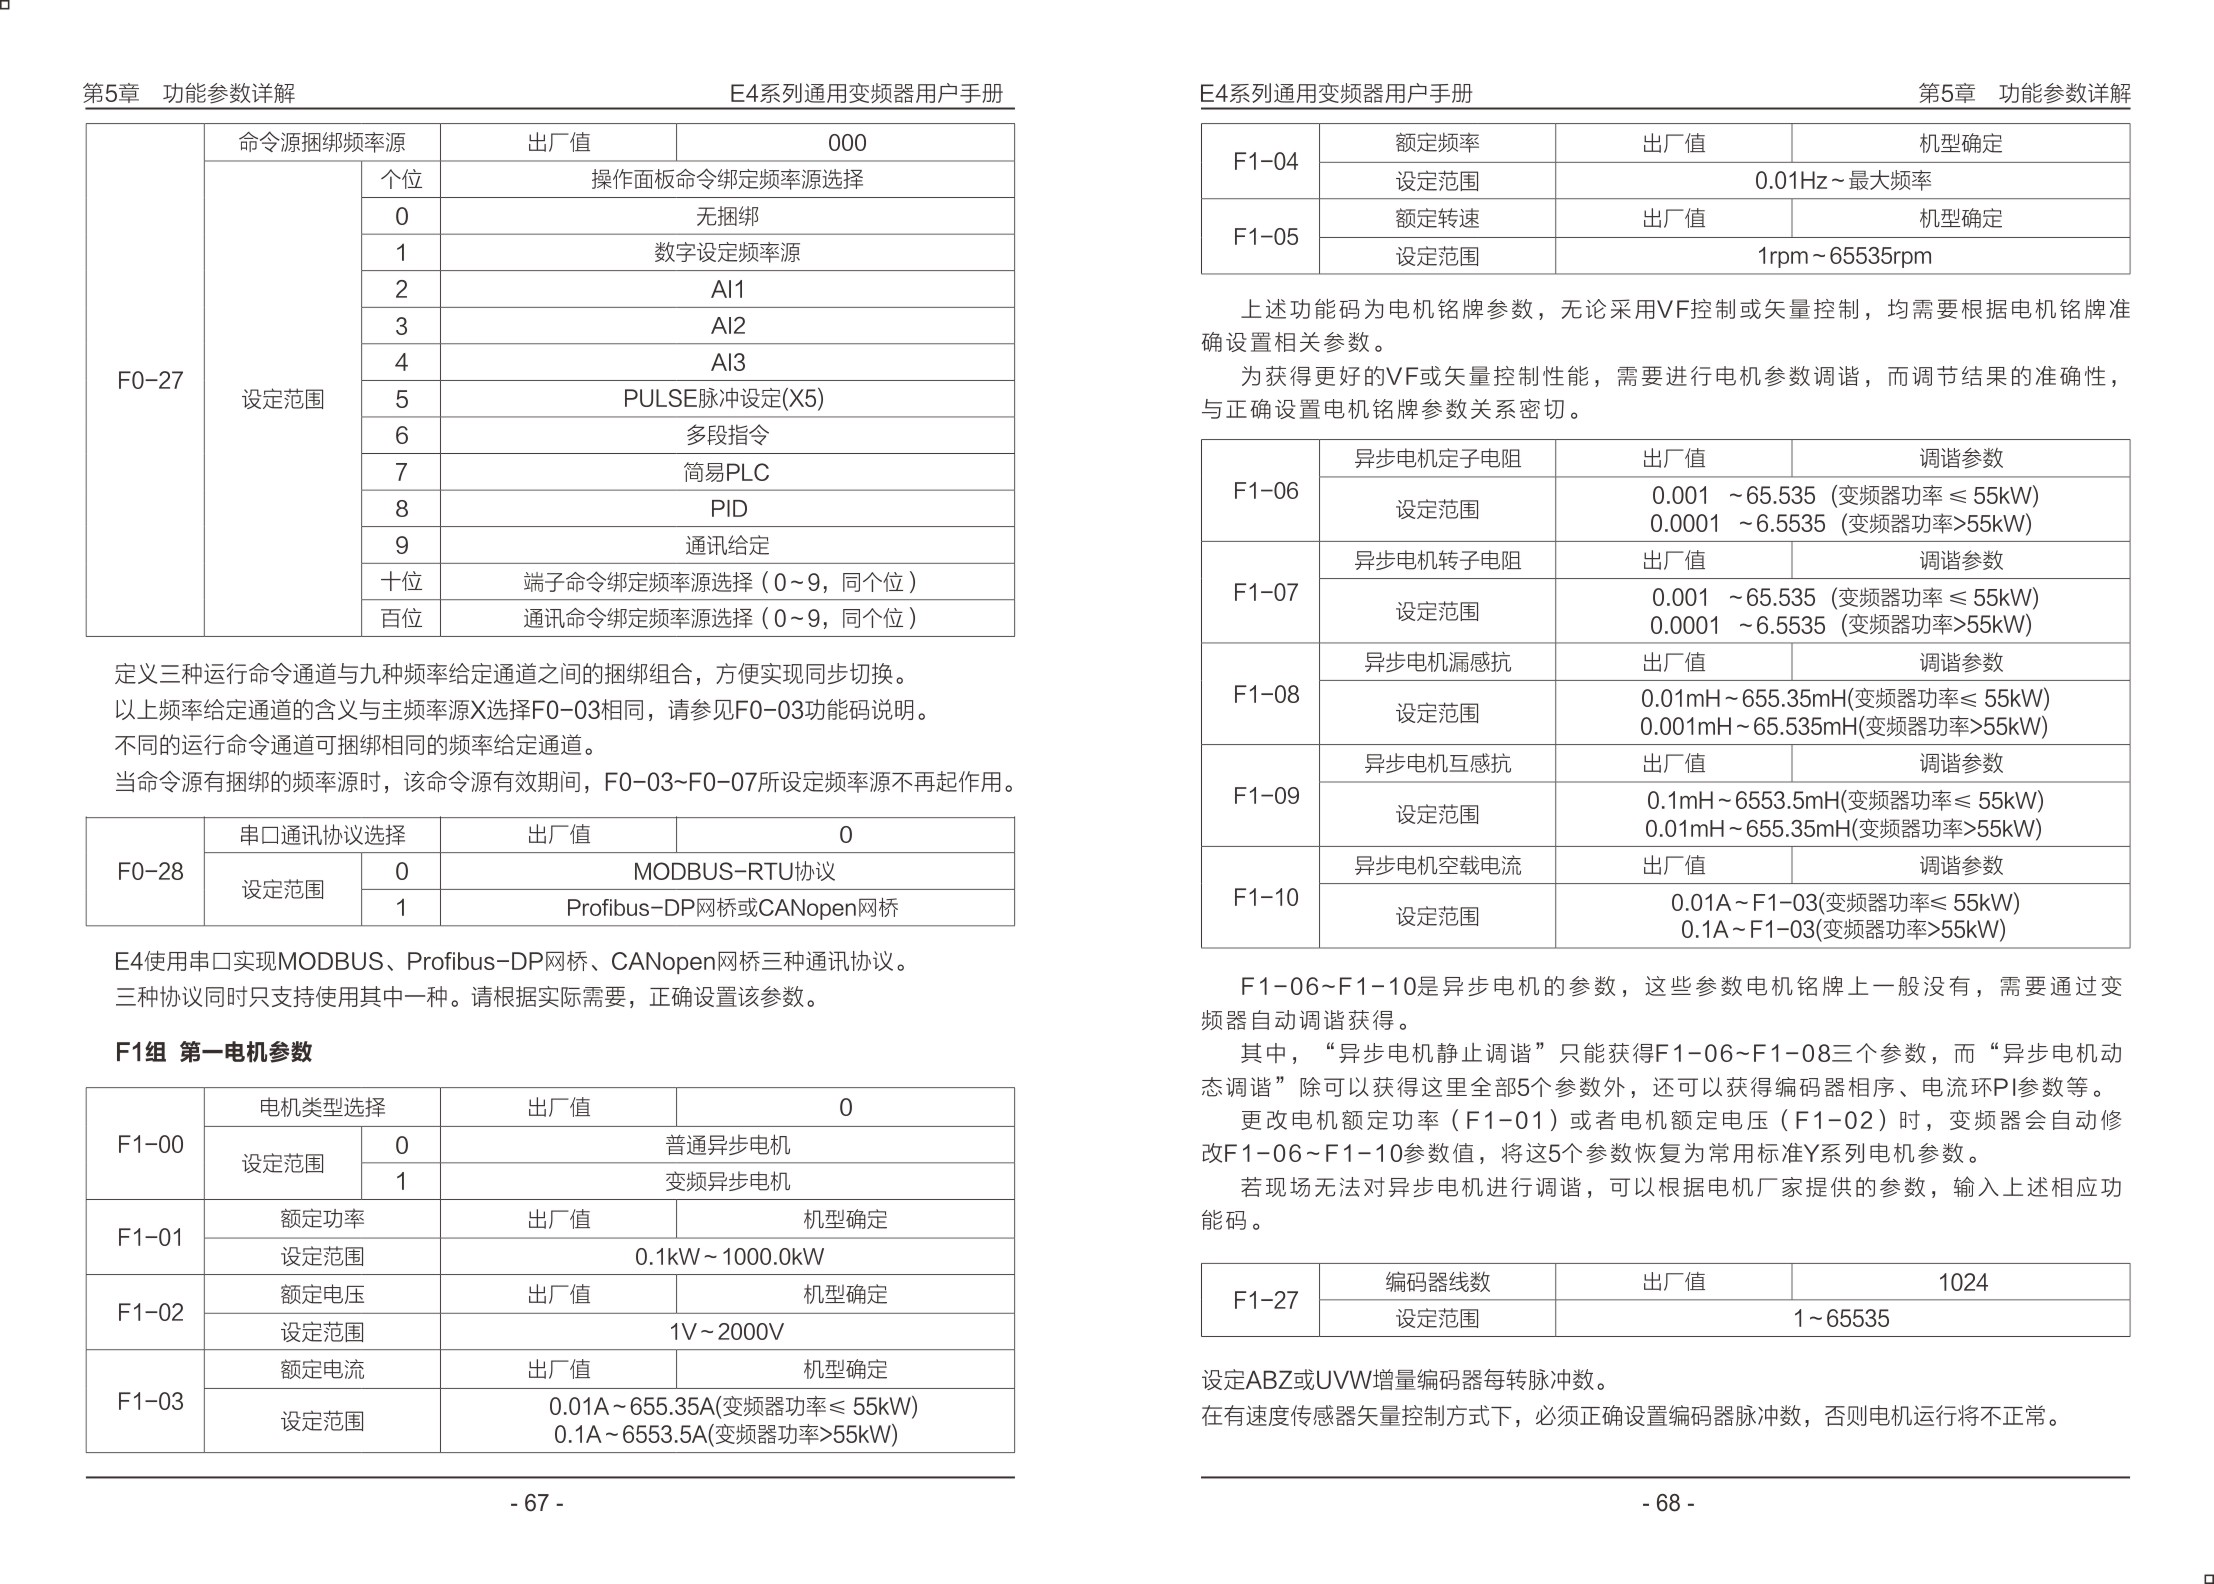 第5章 功能参数详解 E4系列通用变频器用户手册
F0-27 命令源捆绑频率源 出厂值 000
设定范围 个位 操作面板命令绑定频率源选择
0 无捆绑
1 数字设定频率源
2 AI1
3 AI2
4 AI3
5 PULSE脉冲设定(X5)
6 多段指令
7 简易PLC
8 PID
9 通讯给定
十位 端子命令绑定频率源选择（0~9，同个位）
百位 通讯命令绑定频率源选择（0~9，同个位）
定义三种运行命令通道与九种频率给定通道之间的捆绑组合，方便实现同步切换。
以上频率给定通道的含义与主频率源X选择F0-03相同，请参见F0-03功能码说明。
不同的运行命令通道可捆绑相同的频率给定通道。
当命令源有捆绑的频率源时，该命令源有效期间，F0-03~F0-07所设定频率源不再起作用。
F0-28 串口通讯协议选择 出厂值 0
设定范围 0 MODBUS-RTU协议
1 Profibus-DP网桥或CANopen网桥
E4使用串口实现MODBUS、Profibus-DP网桥、CANopen网桥三种通讯协议。
三种协议同时只支持使用其中一种。请根据实际需要，正确设置该参数。
F1组 第一电机参数
F1-00 电机类型选择 出厂值 0
设定范围 0 普通异步电机
1 变频异步电机
F1-01 额定功率 出厂值 机型确定
设定范围 0.1kW~1000.0kW
F1-02 额定电压 出厂值 机型确定
设定范围 1V~2000V
F1-03 额定电流 出厂值 机型确定
设定范围 0.01A~655.35A(变频器功率≤ 55kW)
0.1A~6553.5A(变频器功率>55kW)
- 67 -
E4系列通用变频器用户手册 第5章 功能参数详解
F1-04 额定频率 出厂值 机型确定
设定范围 0.01Hz~最大频率
F1-05 额定转速 出厂值 机型确定
设定范围 1rpm~65535rpm
上述功能码为电机铭牌参数，无论采用VF控制或矢量控制，均需要根据电机铭牌准
确设置相关参数。
为获得更好的VF或矢量控制性能，需要进行电机参数调谐，而调节结果的准确性，
与正确设置电机铭牌参数关系密切。
F1-06 异步电机定子电阻 出厂值 调谐参数
设定范围 0.001 ~65.535 (变频器功率 ≤ 55kW)
0.0001 ~6.5535 (变频器功率>55kW)
F1-07 异步电机转子电阻 出厂值 调谐参数
设定范围 0.001 ~65.535 (变频器功率 ≤ 55kW)
0.0001 ~6.5535 (变频器功率>55kW)
F1-08 异步电机漏感抗 出厂值 调谐参数
设定范围 0.01mH~655.35mH(变频器功率≤ 55kW)
0.001mH~65.535mH(变频器功率>55kW)
F1-09 异步电机互感抗 出厂值 调谐参数
设定范围 0.1mH~6553.5mH(变频器功率≤ 55kW)
0.01mH~655.35mH(变频器功率>55kW)
F1-10 异步电机空载电流 出厂值 调谐参数
设定范围 0.01A~F1-03(变频器功率≤ 55kW)
0.1A~F1-03(变频器功率>55kW)
F1-06~F1-10是异步电机的参数，这些参数电机铭牌上一般没有，需要通过变
频器自动调谐获得。
其中，“异步电机静止调谐”只能获得F1-06~F1-08三个参数，而“异步电机动
态调谐”除可以获得这里全部5个参数外，还可以获得编码器相序、电流环PI参数等。
更改电机额定功率（F1-01）或者电机额定电压（F1-02）时，变频器会自动修
改F1-06~F1-10参数值，将这5个参数恢复为常用标准Y系列电机参数。
若现场无法对异步电机进行调谐，可以根据电机厂家提供的参数，输入上述相应功
能码。
F1-27 编码器线数 出厂值 1024
设定范围 1~65535
设定ABZ或UVW增量编码器每转脉冲数。
在有速度传感器矢量控制方式下，必须正确设置编码器脉冲数，否则电机运行将不正常。
- 68 -